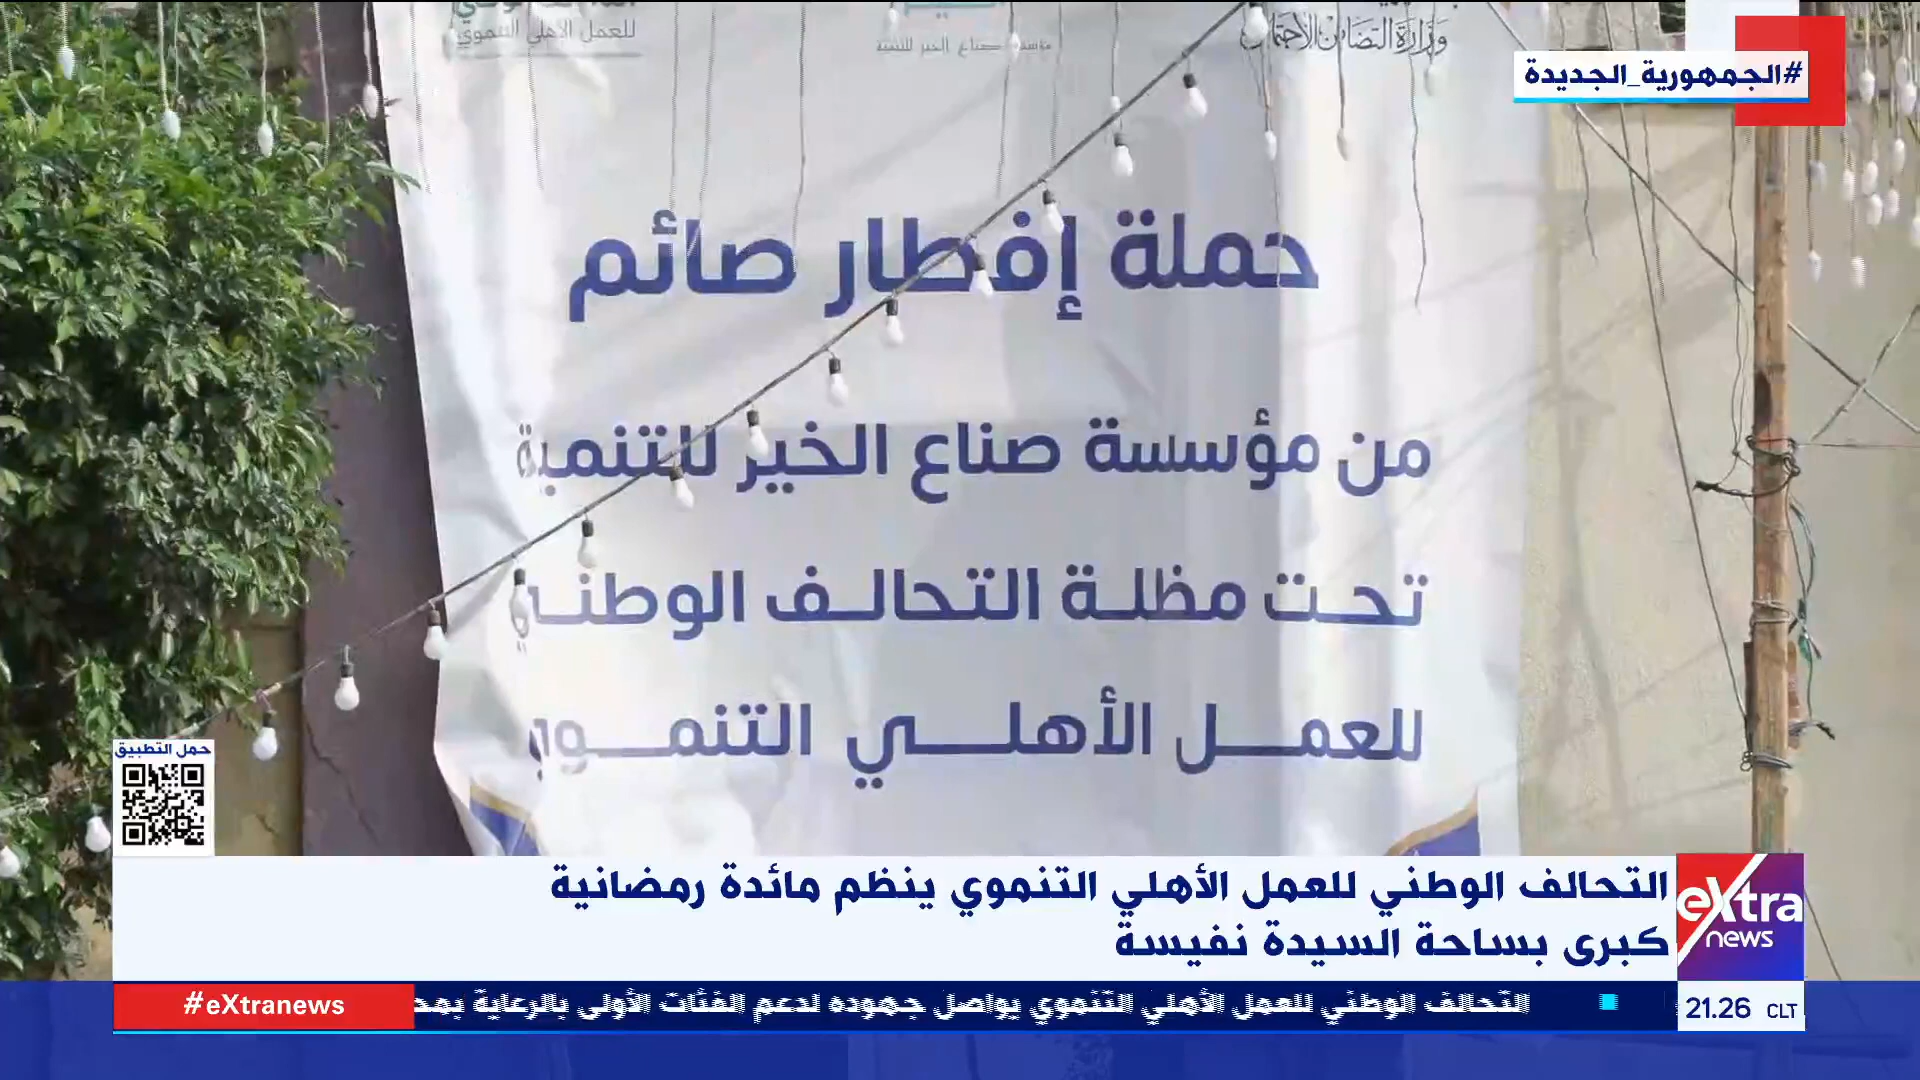 للعمل الأهلي التنموي
مؤسسة صناع الخير للتنمية
وزارة التضامن الاجتماعي
#الجمهورية_الجديدة
حملة إفطار صائم
من مؤسسة صناع الخير للتنمية
تحت مظلة التحالف الوطني
للعمل الأهلي التنموي
حمل التطبيق
التحالف الوطني للعمل الأهلي التنموي ينظم مائدة رمضانية
كبرى بساحة السيدة نفيسة
eXtra news
#eXtranews
التحالف الوطني للعمل الأهلي التنموي يواصل جهوده لدعم الفئات الأولى بالرعاية
21.26 CLT